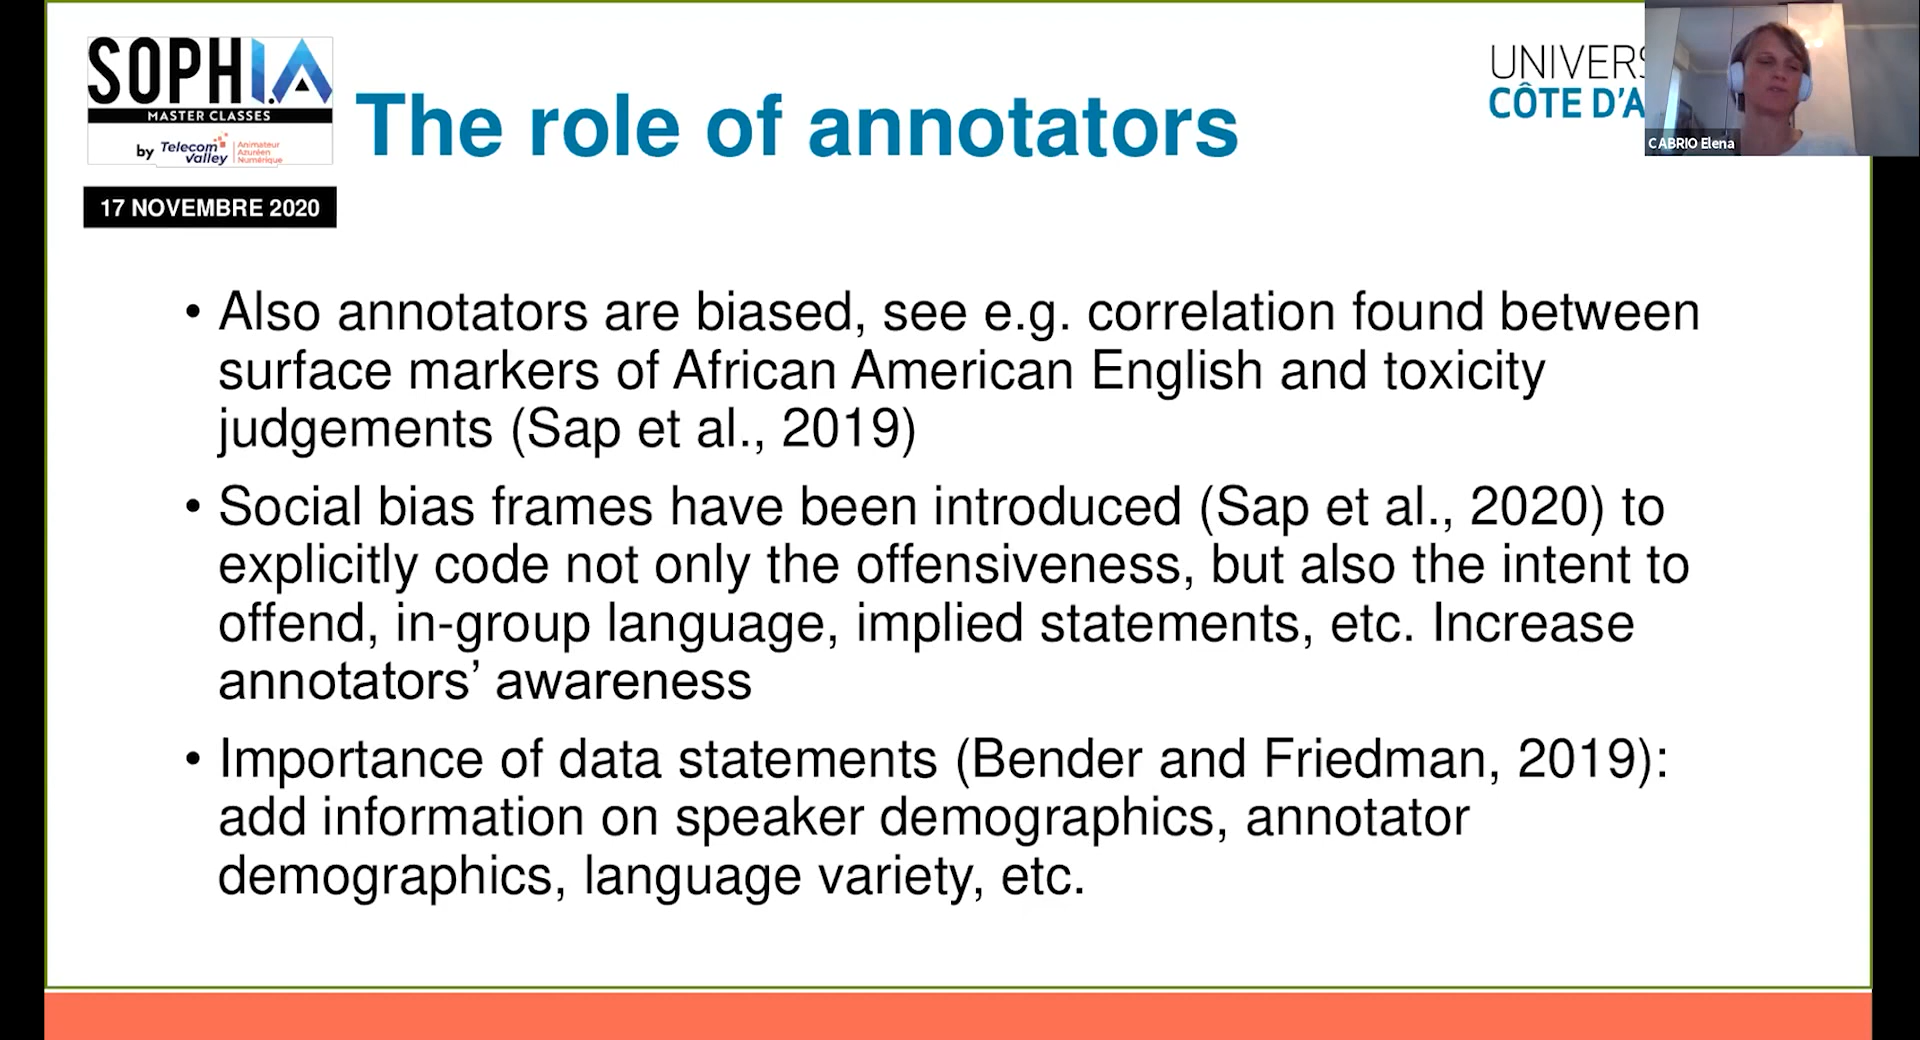 SOPHI.A
MASTER CLASSES
by Telecom Valley
Animateur
Azuréen
Numérique
17 NOVEMBRE 2020
The role of annotators
UNIVERS
CÔTE D'A
CABRIO Elena
• Also annotators are biased, see e.g. correlation found between
surface markers of African American English and toxicity
judgements (Sap et al., 2019)
• Social bias frames have been introduced (Sap et al., 2020) to
explicitly code not only the offensiveness, but also the intent to
offend, in-group language, implied statements, etc. Increase
annotators’ awareness
• Importance of data statements (Bender and Friedman, 2019):
add information on speaker demographics, annotator
demographics, language variety, etc.